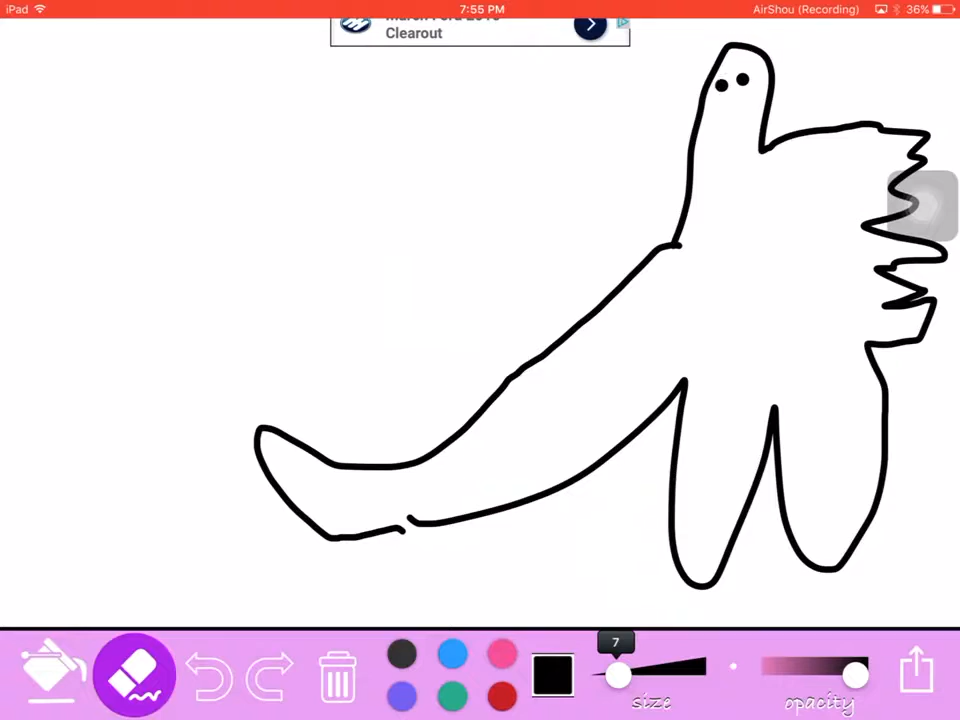 iPad
7:55 PM
AirShou (Recording)
36%
Clearout
7
size
opacity